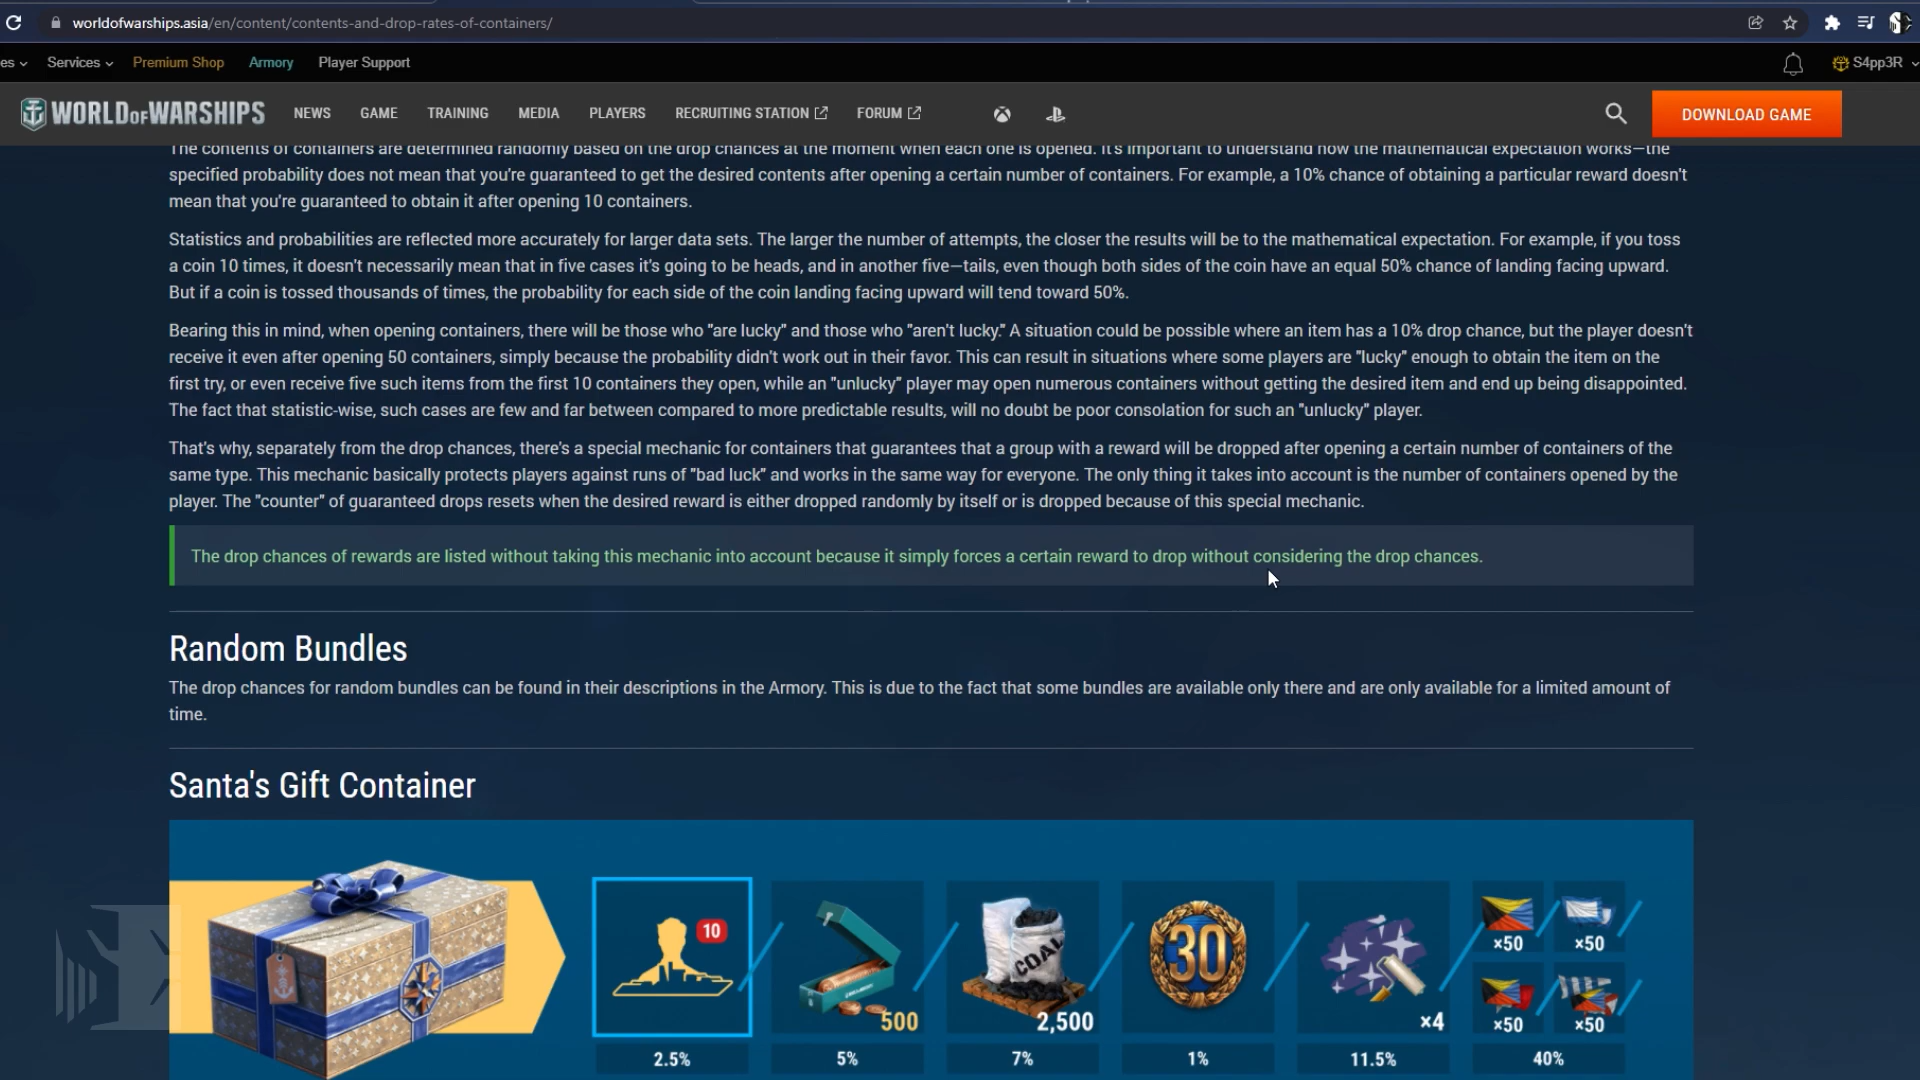 worldofwarships.asia/en/content/contents-and-drop-rates-of-containers/
es Services Premium Shop Armory Player Support S4pp3R
WORLD OF WARSHIPS NEWS GAME TRAINING MEDIA PLAYERS RECRUITING STATION FORUM DOWNLOAD GAME
The contents of containers are determined randomly based on the drop chances at the moment when each one is opened. It's important to understand how the mathematical expectation works—the
specified probability does not mean that you're guaranteed to get the desired contents after opening a certain number of containers. For example, a 10% chance of obtaining a particular reward doesn't
mean that you're guaranteed to obtain it after opening 10 containers.
Statistics and probabilities are reflected more accurately for larger data sets. The larger the number of attempts, the closer the results will be to the mathematical expectation. For example, if you toss
a coin 10 times, it doesn't necessarily mean that in five cases it's going to be heads, and in another five—tails, even though both sides of the coin have an equal 50% chance of landing facing upward.
But if a coin is tossed thousands of times, the probability for each side of the coin landing facing upward will tend toward 50%.
Bearing this in mind, when opening containers, there will be those who "are lucky" and those who "aren't lucky." A situation could be possible where an item has a 10% drop chance, but the player doesn't
receive it even after opening 50 containers, simply because the probability didn't work out in their favor. This can result in situations where some players are "lucky" enough to obtain the item on the
first try, or even receive five such items from the first 10 containers they open, while an "unlucky" player may open numerous containers without getting the desired item and end up being disappointed.
The fact that statistic-wise, such cases are few and far between compared to more predictable results, will no doubt be poor consolation for such an "unlucky" player.
That's why, separately from the drop chances, there's a special mechanic for containers that guarantees that a group with a reward will be dropped after opening a certain number of containers of the
same type. This mechanic basically protects players against runs of "bad luck" and works in the same way for everyone. The only thing it takes into account is the number of containers opened by the
player. The "counter" of guaranteed drops resets when the desired reward is either dropped randomly by itself or is dropped because of this special mechanic.
The drop chances of rewards are listed without taking this mechanic into account because it simply forces a certain reward to drop without considering the drop chances.
Random Bundles
The drop chances for random bundles can be found in their descriptions in the Armory. This is due to the fact that some bundles are available only there and are only available for a limited amount of
time.
Santa's Gift Container
10 500 COAL 2,500 30 ×4 ×50 ×50
×50 ×50
2.5% 5% 7% 1% 11.5% 40%